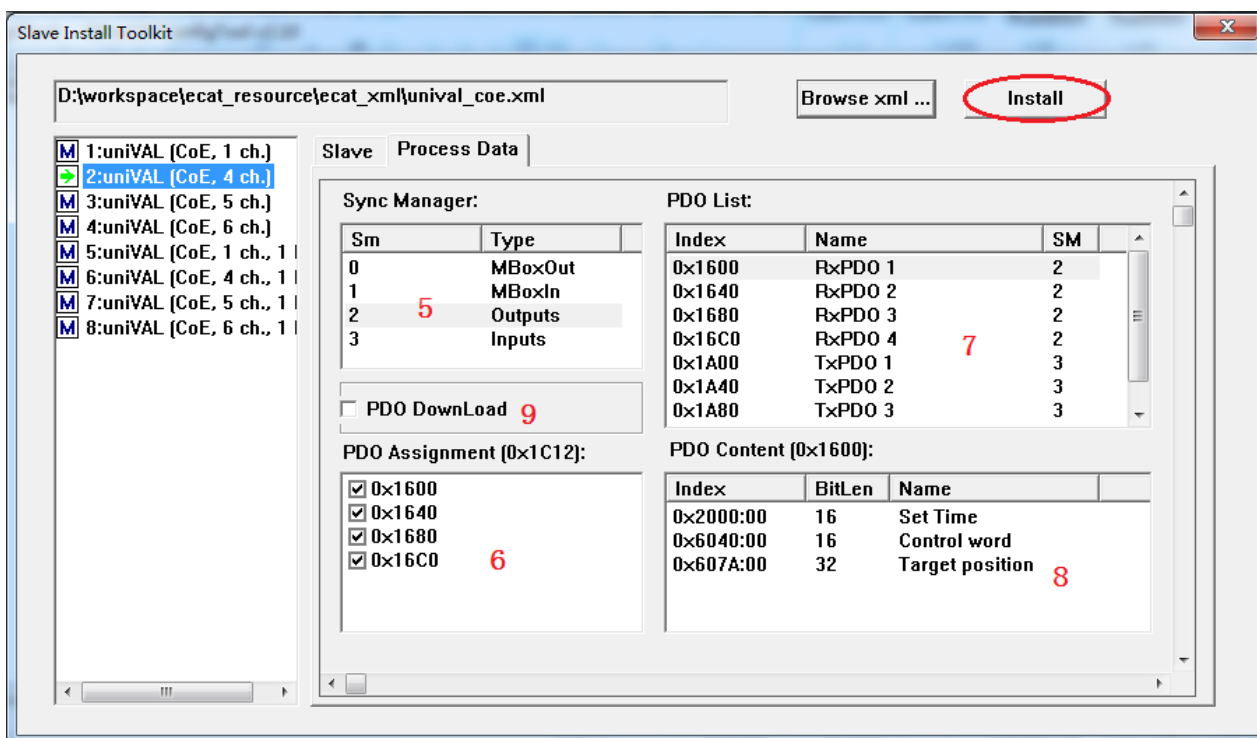 Slave Install Toolkit
D:\workspace\ecat_resource\ecat_xml\unival_coe.xml
Browse xml ...
Install
M 1:uniVAL (CoE, 1 ch.)
2:uniVAL (CoE, 4 ch.)
M 3:uniVAL (CoE, 5 ch.)
M 4:uniVAL (CoE, 6 ch.)
M 5:uniVAL (CoE, 1 ch., 1
M 6:uniVAL (CoE, 4 ch., 1
M 7:uniVAL (CoE, 5 ch., 1
M 8:uniVAL (CoE, 6 ch., 1
Slave Process Data
Sync Manager:
Sm Type
0 MBoxOut
1 MBoxIn
2 Outputs
3 Inputs
5
PDO DownLoad 9
PDO Assignment (0x1C12):
0x1600
0x1640
0x1680
0x16C0
6
PDO List:
Index Name SM
0x1600 RxPDO 1 2
0x1640 RxPDO 2 2
0x1680 RxPDO 3 2
0x16C0 RxPDO 4 2
0x1A00 TxPDO 1 3
0x1A40 TxPDO 2 3
0x1A80 TxPDO 3 3
7
PDO Content (0x1600):
Index BitLen Name
0x2000:00 16 Set Time
0x6040:00 16 Control word
0x607A:00 32 Target position
8